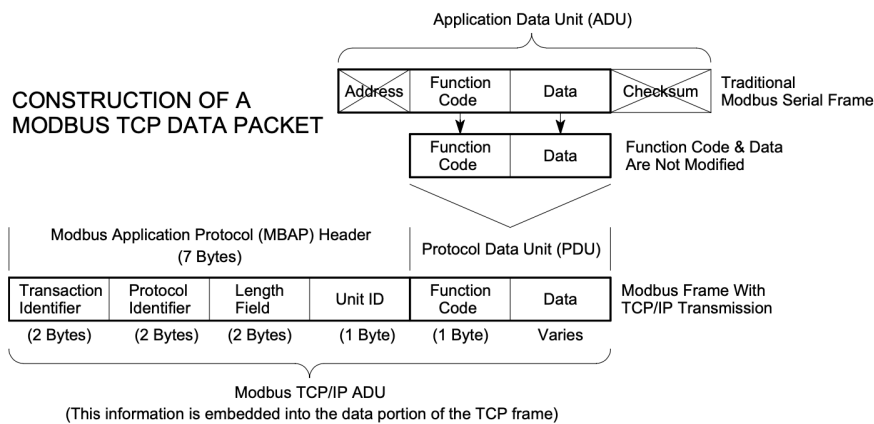 Application Data Unit (ADU)
CONSTRUCTION OF A
MODBUS TCP DATA PACKET
Address
Function
Code
Data
Checksum
Traditional
Modbus Serial Frame
Function
Code
Data
Function Code & Data
Are Not Modified
Modbus Application Protocol (MBAP) Header
(7 Bytes)
Protocol Data Unit (PDU)
Transaction
Identifier
Protocol
Identifier
Length
Field
Unit ID
Function
Code
Data
Modbus Frame With
TCP/IP Transmission
(2 Bytes)
(2 Bytes)
(2 Bytes)
(1 Byte)
(1 Byte)
Varies
Modbus TCP/IP ADU
(This information is embedded into the data portion of the TCP frame)